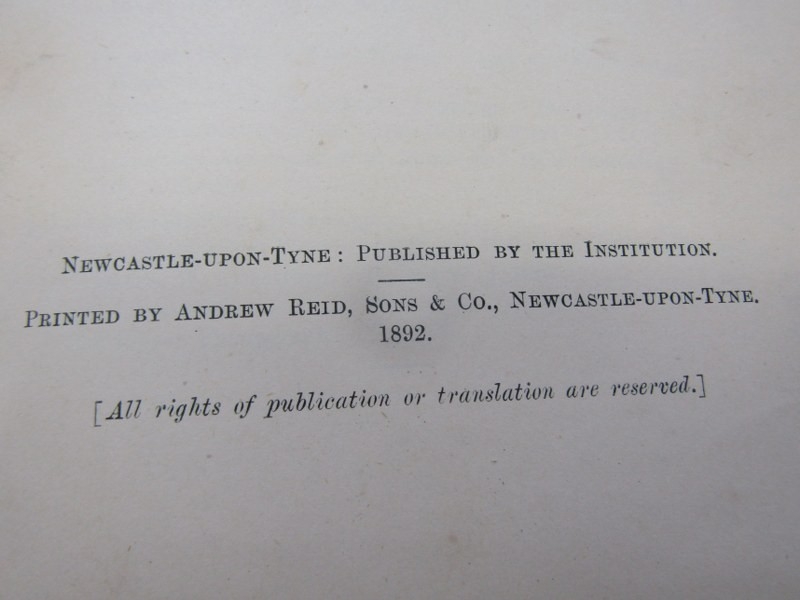 Newcastle-upon-Tyne: Published by the Institution.
Printed by Andrew Reid, Sons & Co., Newcastle-upon-Tyne.
1892.
[All rights of publication or translation are reserved.]